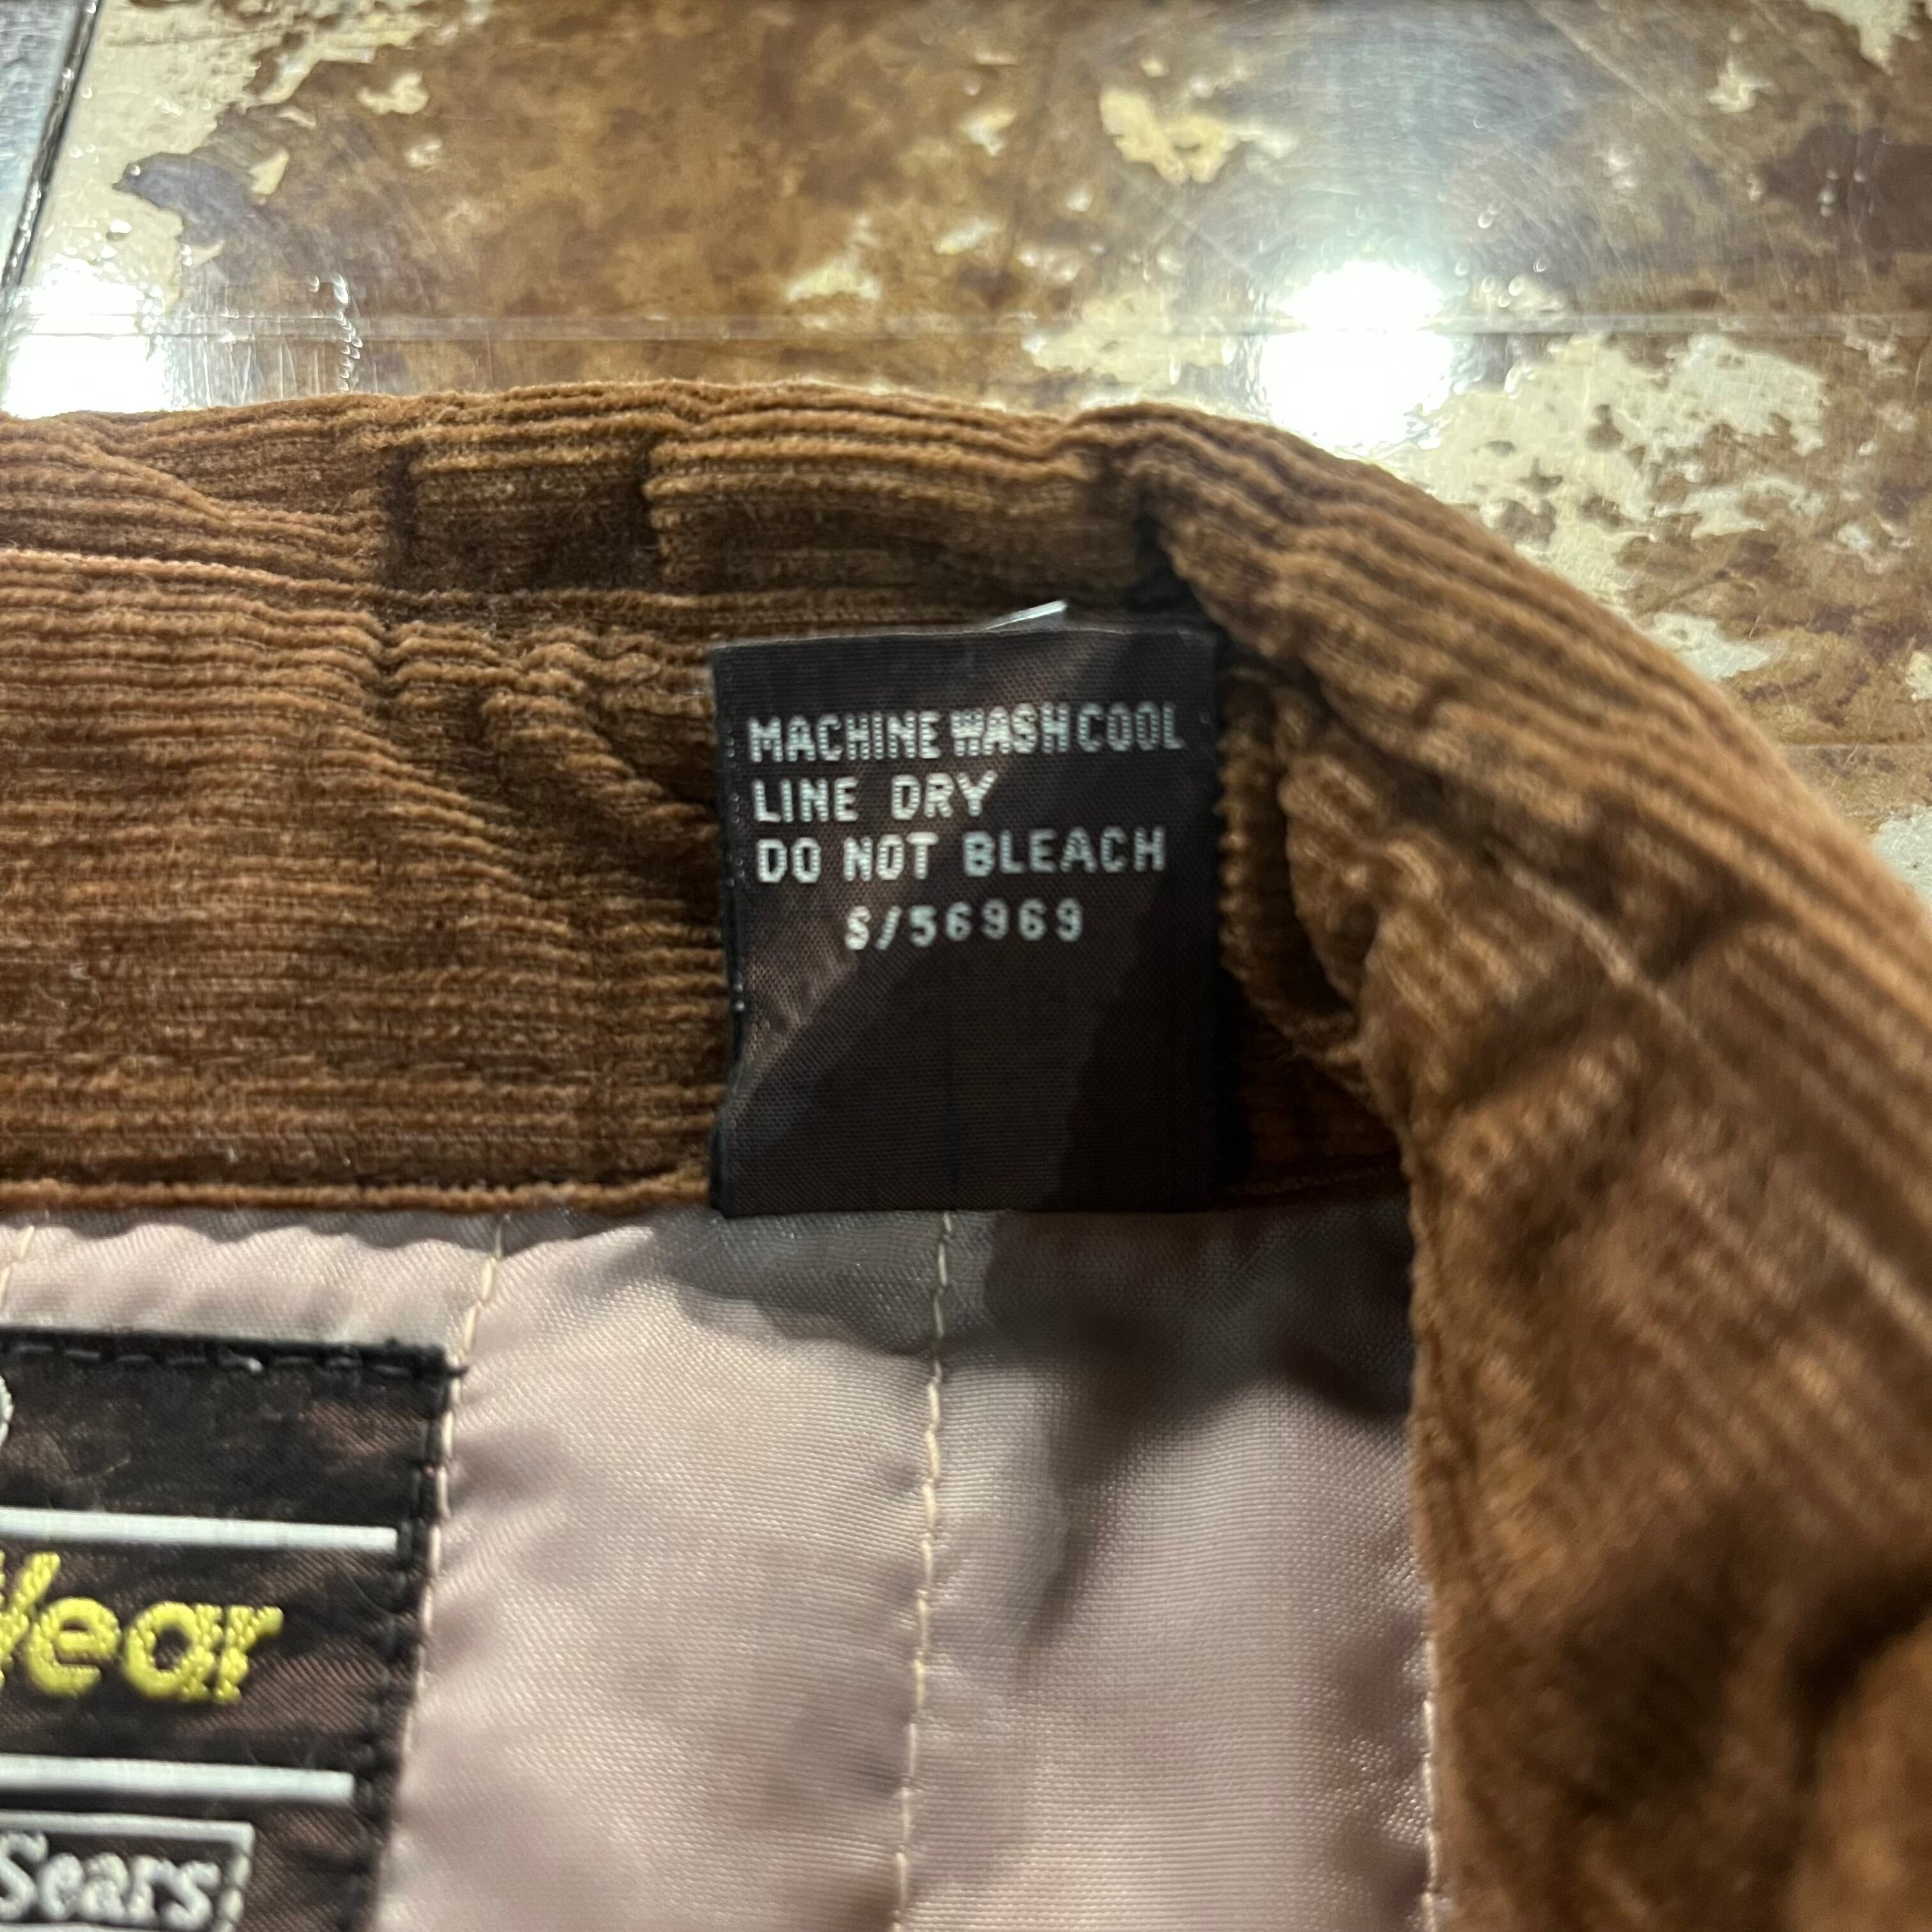 MACHINE WASH COOL
LINE DRY
DO NOT BLEACH
S/56969
Wear
Sears